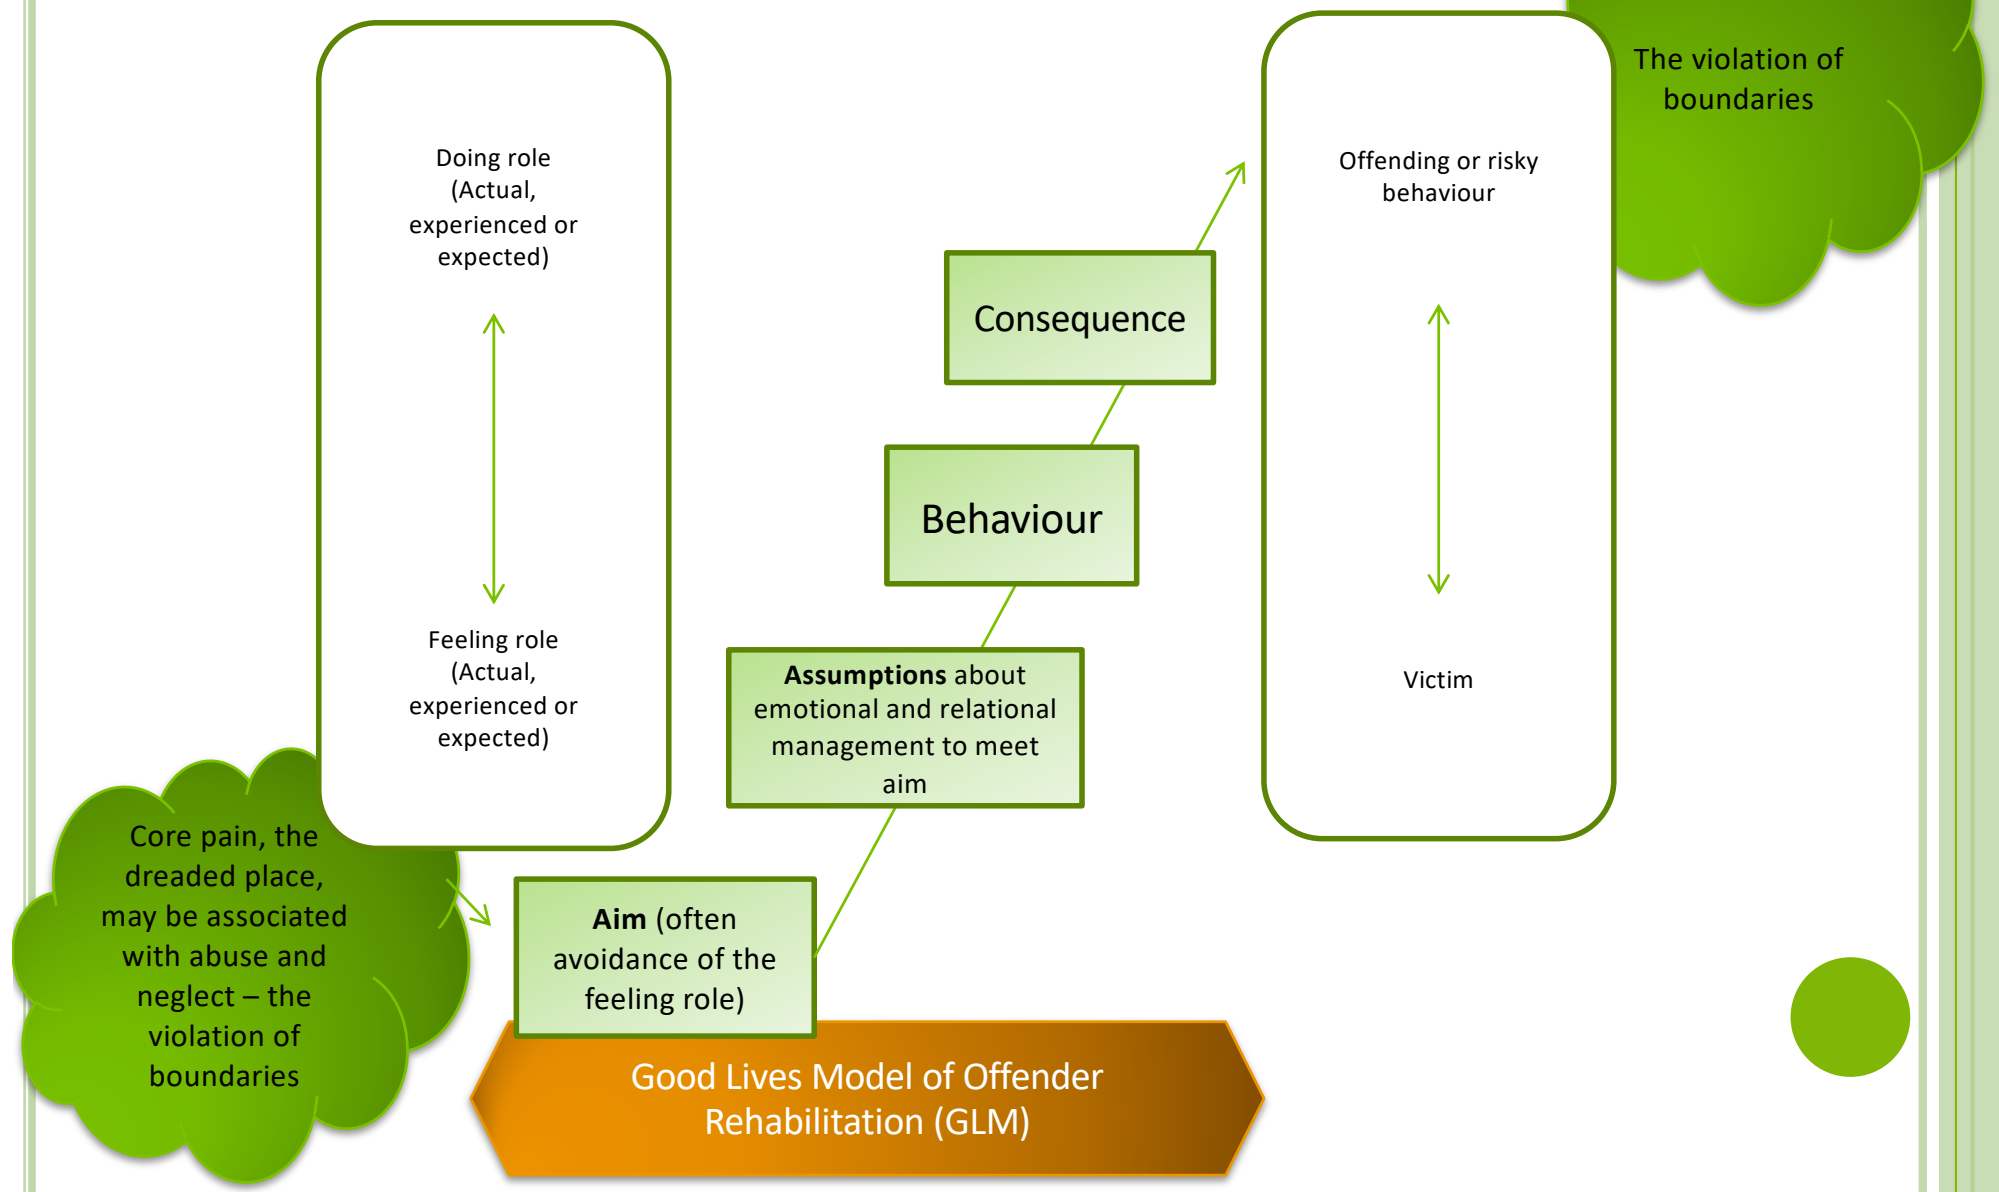 Doing role
(Actual,
experienced or
expected)
Feeling role
(Actual,
experienced or
expected)
Core pain, the
dreaded place,
may be associated
with abuse and
neglect – the
violation of
boundaries
Aim (often
avoidance of the
feeling role)
Assumptions about
emotional and relational
management to meet
aim
Behaviour
Consequence
Offending or risky
behaviour
Victim
The violation of
boundaries
Good Lives Model of Offender
Rehabilitation (GLM)